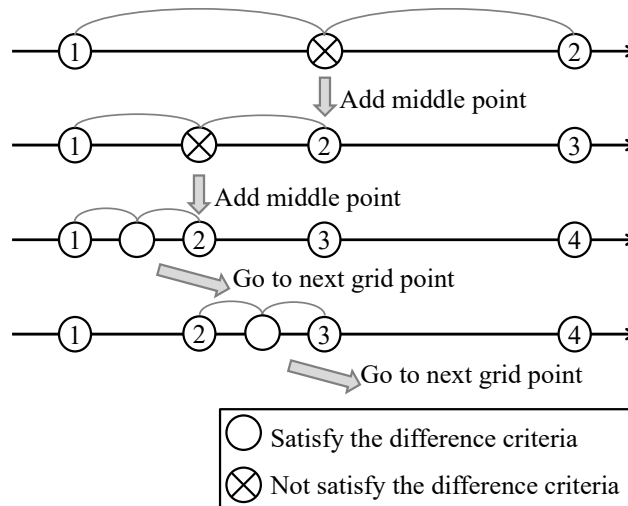 1 2
Add middle point
1 2 3
Add middle point
1 2 3 4
Go to next grid point
1 2 3 4
Go to next grid point
Satisfy the difference criteria
Not satisfy the difference criteria